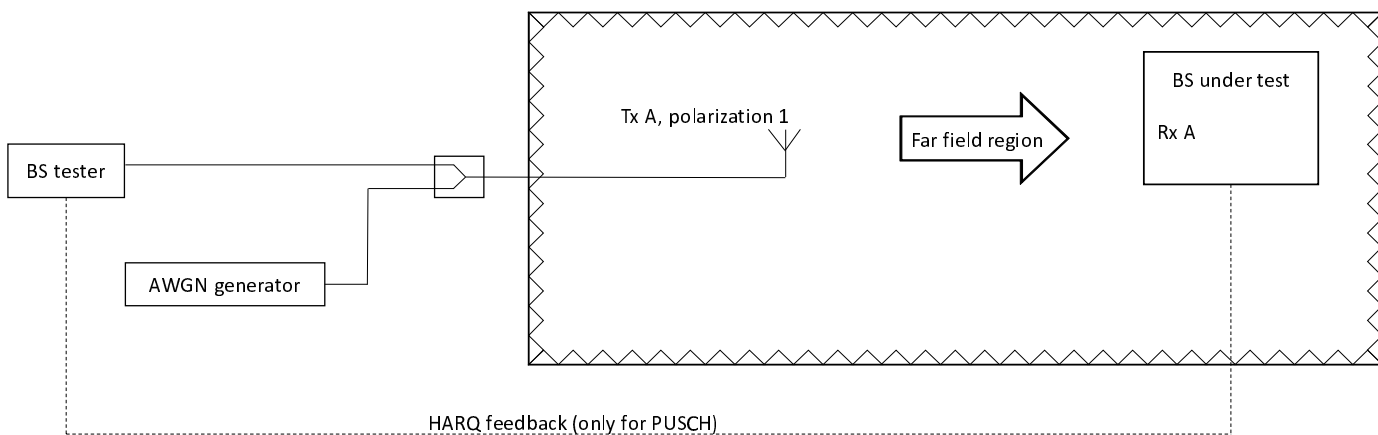 BS under test
Tx A, polarization 1
Rx A
Far field region
BS tester
AWGN generator
HARQ feedback (only for PUSCH)